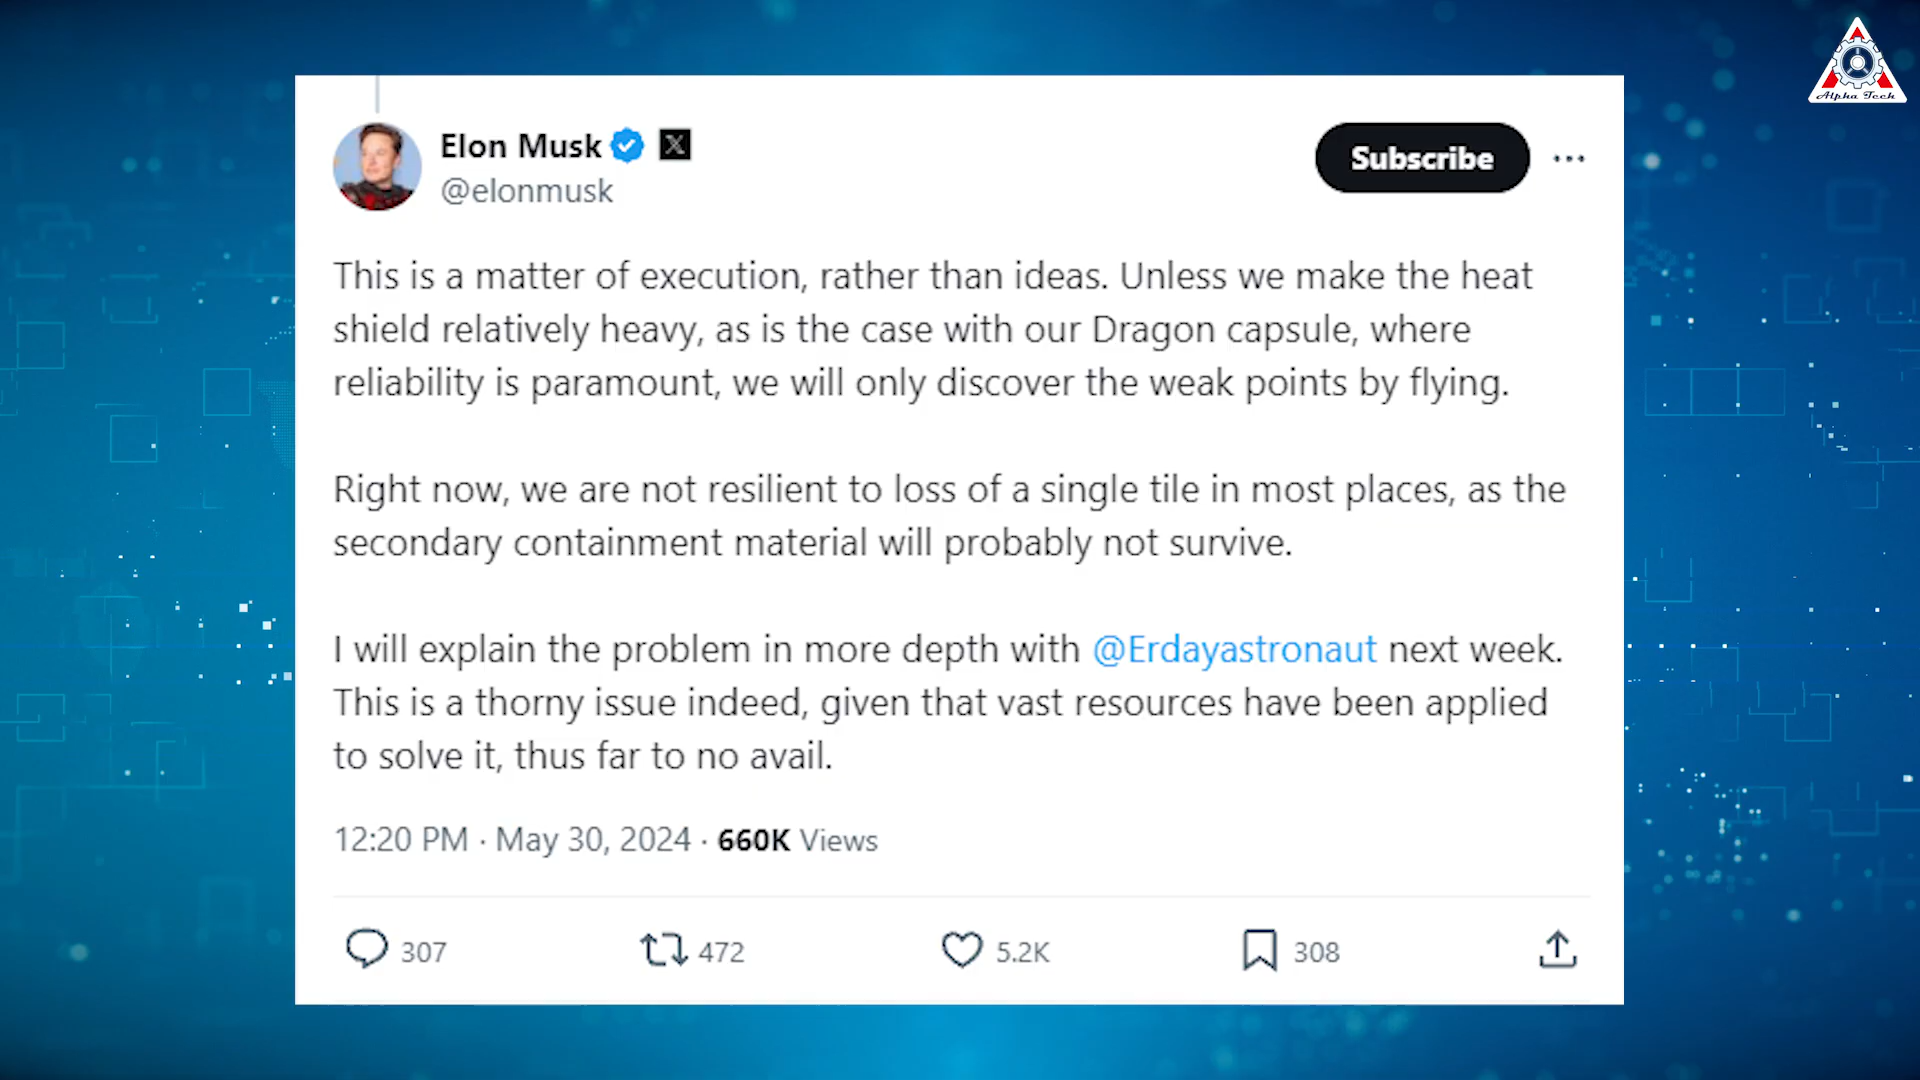 Alpha Tech
Elon Musk
@elonmusk
Subscribe
This is a matter of execution, rather than ideas. Unless we make the heat
shield relatively heavy, as is the case with our Dragon capsule, where
reliability is paramount, we will only discover the weak points by flying.
Right now, we are not resilient to loss of a single tile in most places, as the
secondary containment material will probably not survive.
I will explain the problem in more depth with @Erdayastronaut next week.
This is a thorny issue indeed, given that vast resources have been applied
to solve it, thus far to no avail.
12:20 PM · May 30, 2024 · 660K Views
307 472 5.2K 308